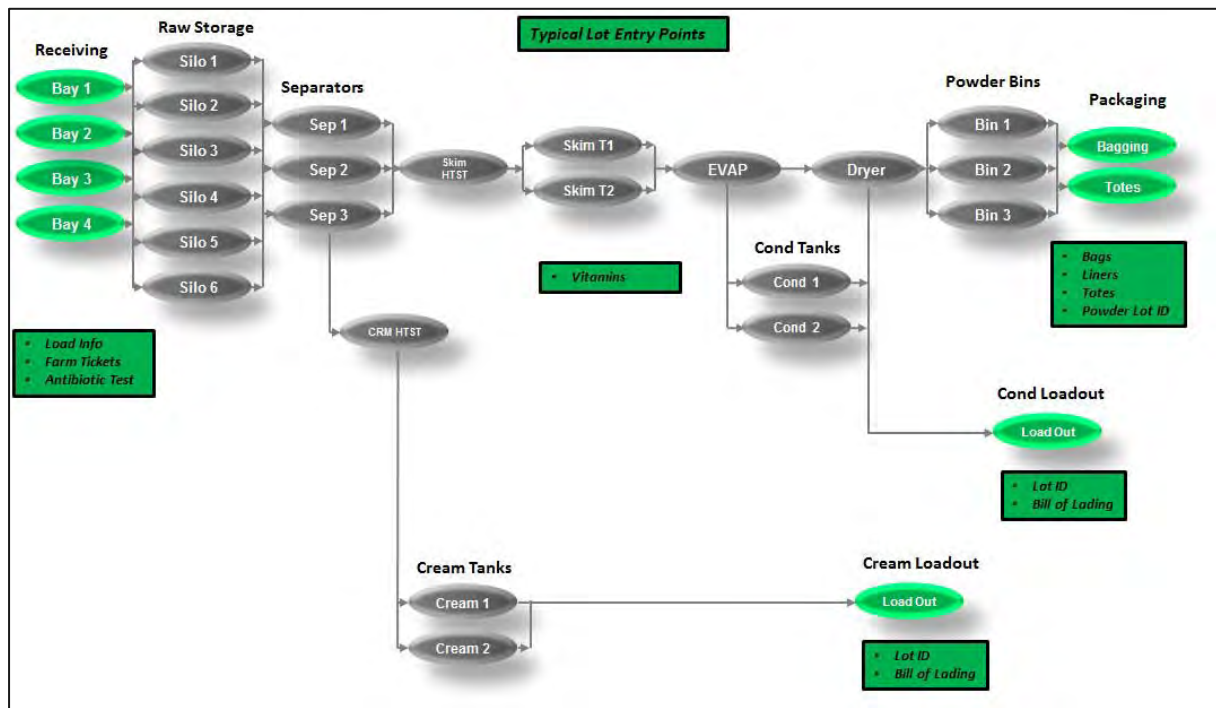 Typical Lot Entry Points
Receiving
Bay 1
Bay 2
Bay 3
Bay 4
• Load Info
• Farm Tickets
• Antibiotic Test
Raw Storage
Silo 1
Silo 2
Silo 3
Silo 4
Silo 5
Silo 6
Separators
Sep 1
Sep 2
Sep 3
Skim
HTST
CRM HTST
Skim T1
Skim T2
• Vitamins
EVAP
Dryer
Cond Tanks
Cond 1
Cond 2
Powder Bins
Bin 1
Bin 2
Bin 3
Packaging
Bagging
Totes
• Bags
• Liners
• Totes
• Powder Lot ID
Cond Loadout
Load Out
• Lot ID
• Bill of Lading
Cream Tanks
Cream 1
Cream 2
Cream Loadout
Load Out
• Lot ID
• Bill of Lading